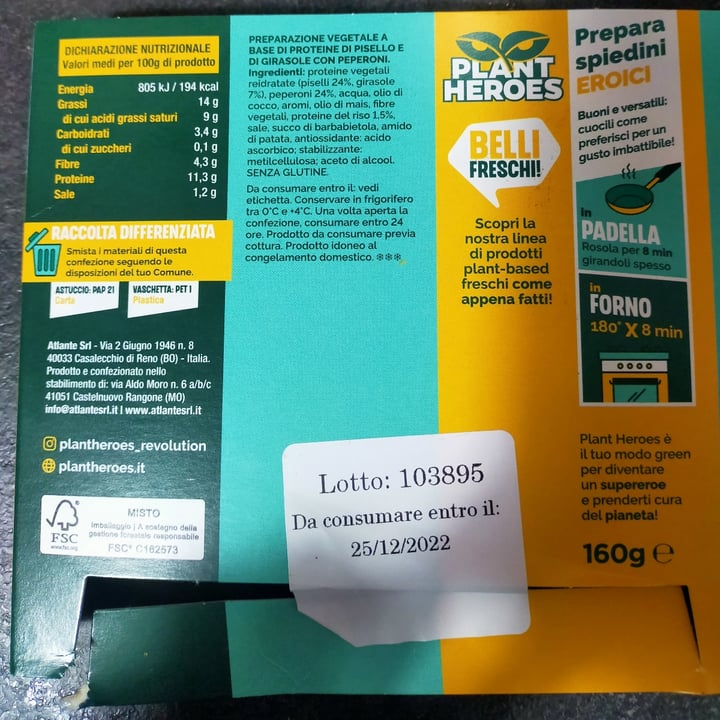 DICHIARAZIONE NUTRIZIONALE
Valori medi per 100g di prodotto
Energia 805 kJ / 194 kcal
Grassi 14 g
di cui acidi grassi saturi 9 g
Carboidrati 3,4 g
di cui zuccheri 0,1 g
Fibre 4,3 g
Proteine 11,3 g
Sale 1,2 g
RACCOLTA DIFFERENZIATA
Smista i materiali di questa
confezione seguendo le
disposizioni del tuo Comune.
ASTUCCIO: PAP 21
Carta
VASCHETTA: PET 1
Plastica
Atlante Srl - Via 2 Giugno 1946 n. 8
40033 Casalecchio di Reno (BO) - Italia.
Prodotto e confezionato nello
stabilimento di: via Aldo Moro n. 6 a/b/c
41051 Castelnuovo Rangone (MO)
info@atlantesrl.it | www.atlantesrl.it
plantheroes_revolution
plantheroes.it
FSC
www.fsc.org
MISTO
Imballaggio | A sostegno della
gestione forestale responsabile
FSC® C162573
PREPARAZIONE VEGETALE A
BASE DI PROTEINE DI PISELLO E
DI GIRASOLE CON PEPERONI.
Ingredienti: proteine vegetali
reidratate (piselli 24%, girasole
7%), peperoni 24%, acqua, olio di
cocco, aromi, olio di mais, fibre
vegetali, proteine del riso 1,5%,
sale, succo di barbabietola, amido
di patata, antiossidante: acido
ascorbico; stabilizzante:
metilcellulosa; aceto di alcool.
SENZA GLUTINE.
Da consumare entro il: vedi
etichetta. Conservare in frigorifero
tra 0°C e +4°C. Una volta aperta la
confezione, consumare entro 24
ore. Prodotto da consumare previa
cottura. Prodotto idoneo al
congelamento domestico. ❄❄❄
PLANT
HEROES
BELLI
FRESCHI!
Scopri la
nostra linea
di prodotti
plant-based
freschi come
appena fatti!
Lotto: 103895
Da consumare entro il:
25/12/2022
Prepara
spiedini
EROICI
Buoni e versatili:
cuocili come
preferisci per un
gusto imbattibile!
in
PADELLA
Rosola per 8 min
girandoli spesso
in
FORNO
180° X 8 min
Plant Heroes è
il tuo modo green
per diventare
un supereroe
e prenderti cura
del pianeta!
160g ℮